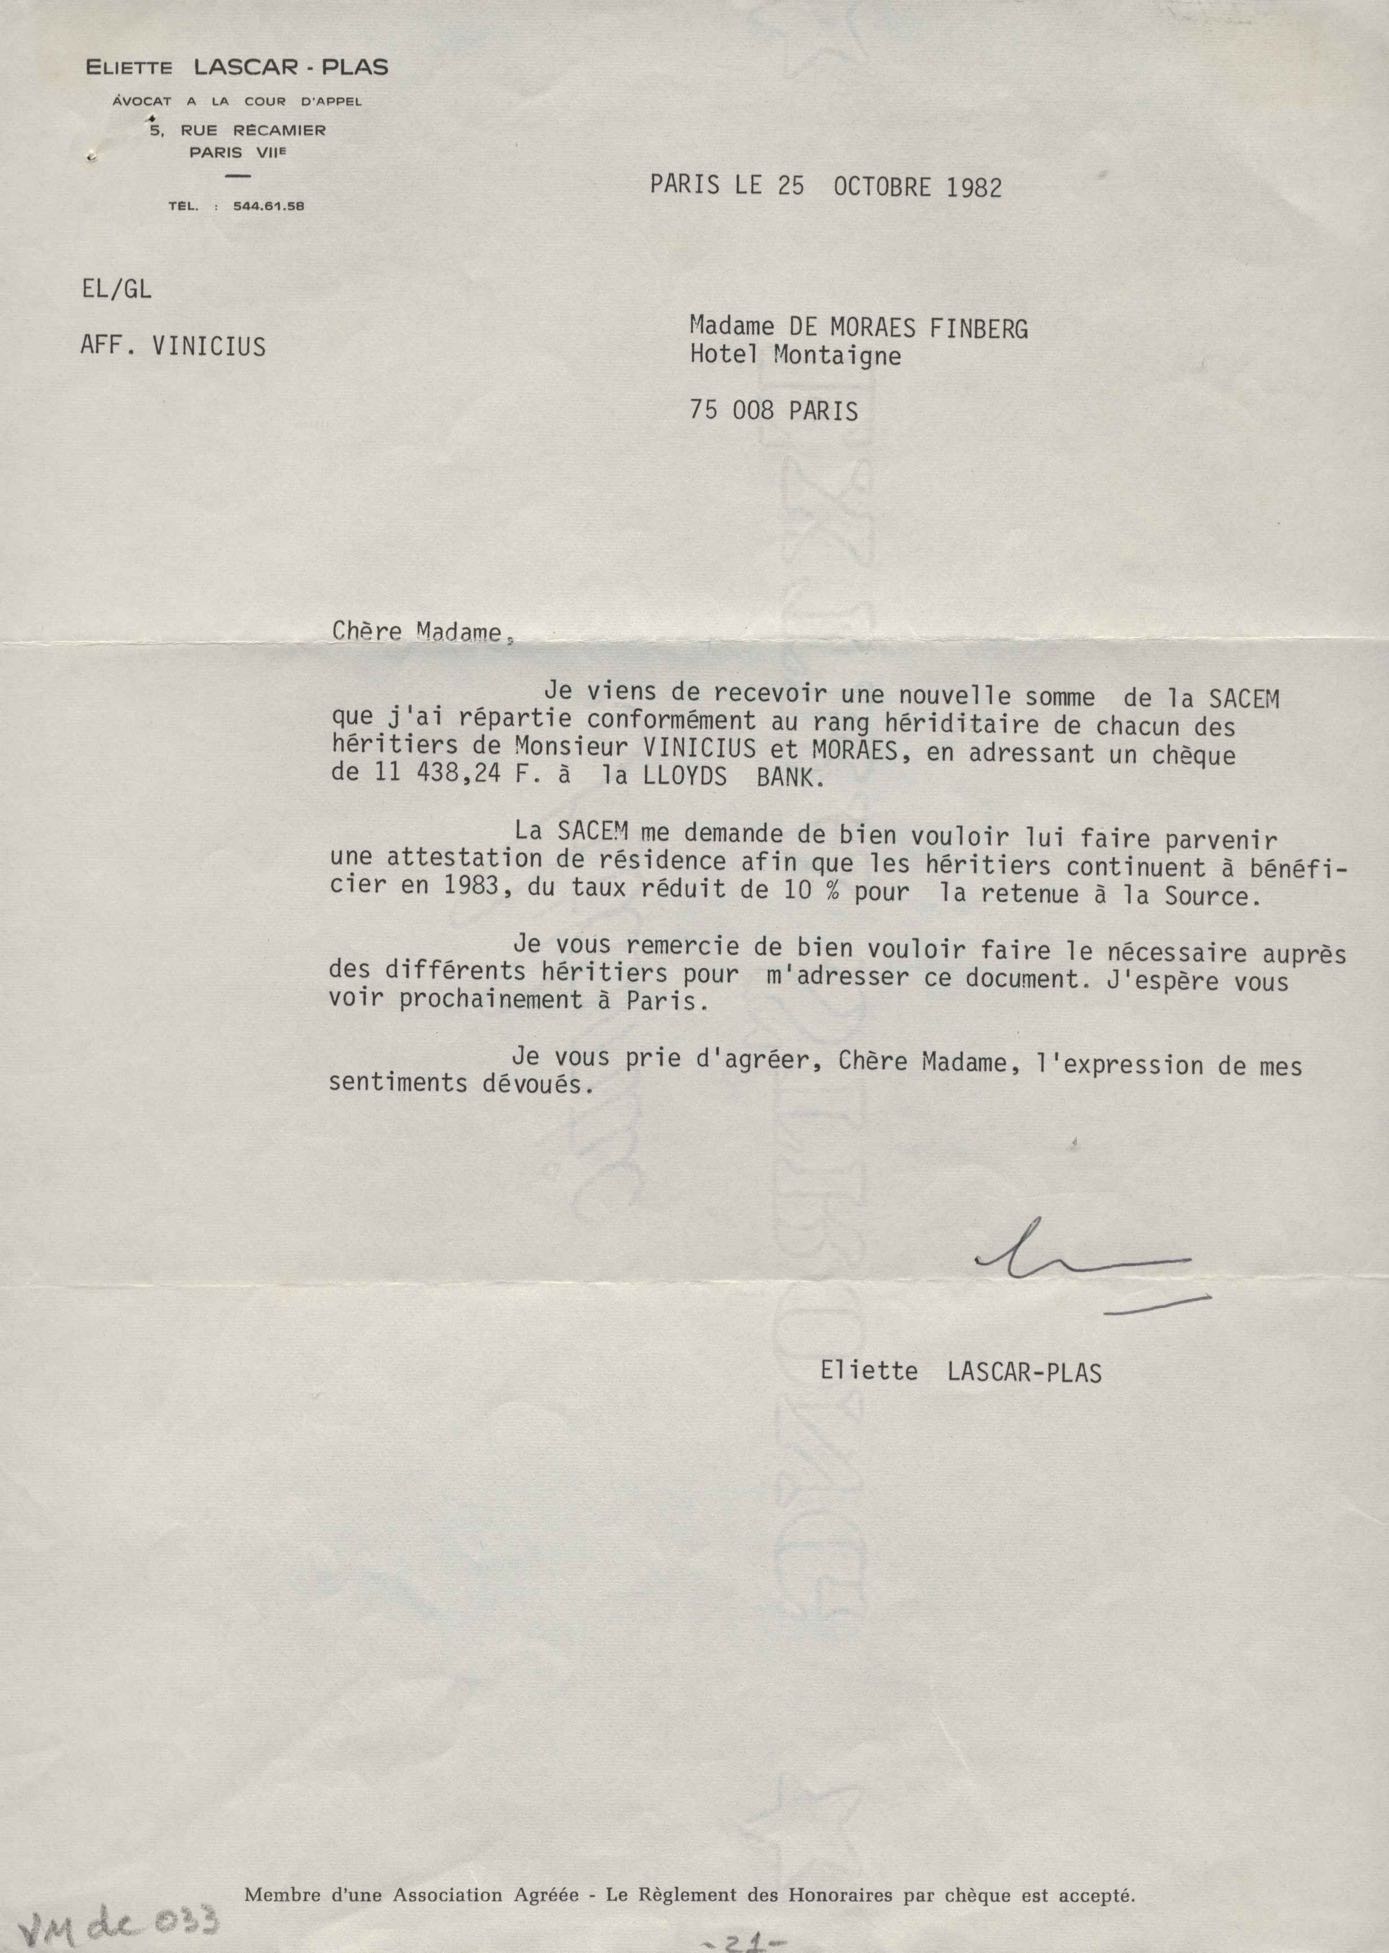 ELIETTE LASCAR - PLAS
AVOCAT A LA COUR D'APPEL
5, RUE RÉCAMIER
PARIS VIIE
TÉL. : 544.61.58
PARIS LE 25 OCTOBRE 1982
EL/GL
AFF. VINICIUS
Madame DE MORAES FINBERG
Hotel Montaigne
75 008 PARIS
Chère Madame,
Je viens de recevoir une nouvelle somme de la SACEM
que j'ai répartie conformément au rang hériditaire de chacun des
héritiers de Monsieur VINICIUS et MORAES, en adressant un chèque
de 11 438,24 F. à la LLOYDS BANK.
La SACEM me demande de bien vouloir lui faire parvenir
une attestation de résidence afin que les héritiers continuent à bénéfi-
cier en 1983, du taux réduit de 10 % pour la retenue à la Source.
Je vous remercie de bien vouloir faire le nécessaire auprès
des différents héritiers pour m'adresser ce document. J'espère vous
voir prochainement à Paris.
Je vous prie d'agréer, Chère Madame, l'expression de mes
sentiments dévoués.
Eliette LASCAR-PLAS
Membre d'une Association Agréée - Le Règlement des Honoraires par chèque est accepté.
VM de 033
-21-